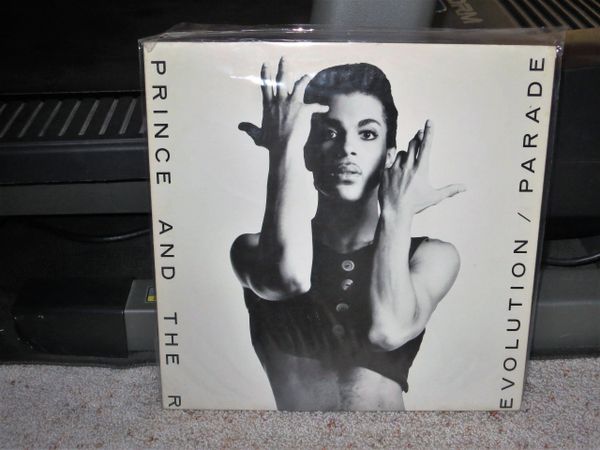 PRINCE AND THE R
EVOLUTION / PARADE